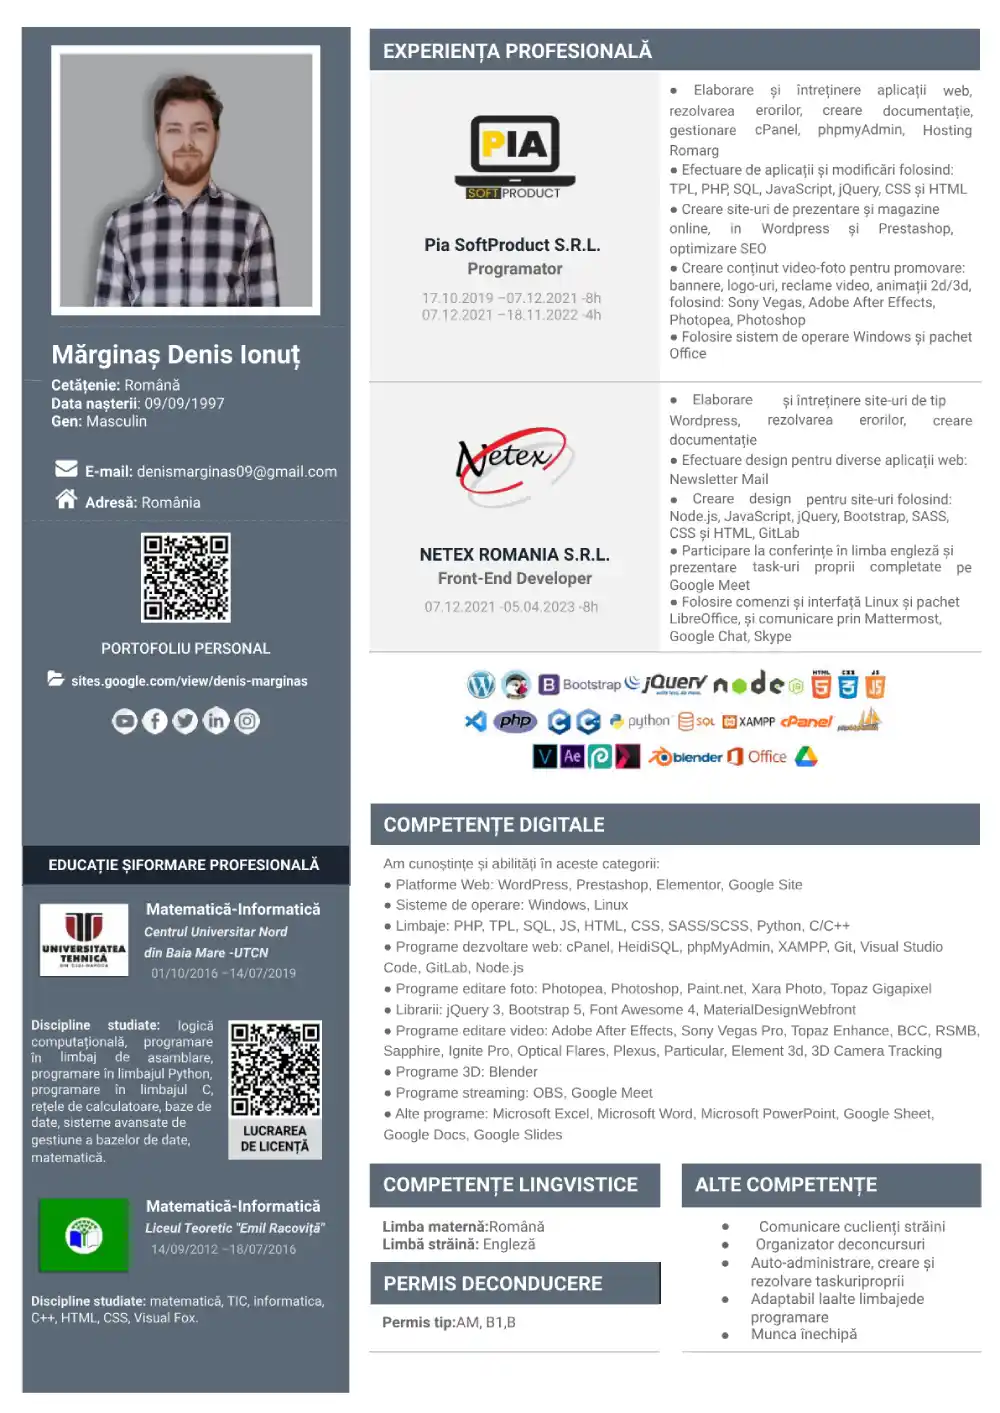 Mărginaș Denis Ionuț
Cetățenie: Română
Data nașterii: 09/09/1997
Gen: Masculin
E-mail: denismarginas09@gmail.com
Adresă: România
PORTOFOLIU PERSONAL
sites.google.com/view/denis-marginas
EDUCAȚIE ȘIFORMARE PROFESIONALĂ
UNIVERSITATEA
TEHNICĂ
DIN CLUJ-NAPOCA
Matematică-Informatică
Centrul Universitar Nord
din Baia Mare -UTCN
01/10/2016 –14/07/2019
Discipline studiate: logică
computațională, programare
în limbaj de asamblare,
programare în limbajul Python,
programare în limbajul C,
rețele de calculatoare, baze de
date, sisteme avansate de
gestiune a bazelor de date,
matematică.
LUCRAREA
DE LICENȚĂ
Matematică-Informatică
Liceul Teoretic "Emil Racoviță"
14/09/2012 –18/07/2016
Discipline studiate: matematică, TIC, informatica,
C++, HTML, CSS, Visual Fox.
EXPERIENȚA PROFESIONALĂ
PIA
SOFTPRODUCT
Pia SoftProduct S.R.L.
Programator
17.10.2019 –07.12.2021 -8h
07.12.2021 –18.11.2022 -4h
● Elaborare și întreținere aplicații web,
rezolvarea erorilor, creare documentație,
gestionare cPanel, phpmyAdmin, Hosting
Romarg
● Efectuare de aplicații și modificări folosind:
TPL, PHP, SQL, JavaScript, jQuery, CSS și HTML
● Creare site-uri de prezentare și magazine
online, in Wordpress și Prestashop,
optimizare SEO
● Creare conținut video-foto pentru promovare:
bannere, logo-uri, reclame video, animații 2d/3d,
folosind: Sony Vegas, Adobe After Effects,
Photopea, Photoshop
● Folosire sistem de operare Windows și pachet
Office
Netex
NETEX ROMANIA S.R.L.
Front-End Developer
07.12.2021 -05.04.2023 -8h
● Elaborare și întreținere site-uri de tip
Wordpress, rezolvarea erorilor, creare
documentație
● Efectuare design pentru diverse aplicații web:
Newsletter Mail
● Creare design pentru site-uri folosind:
Node.js, JavaScript, jQuery, Bootstrap, SASS,
CSS și HTML, GitLab
● Participare la conferințe în limba engleză și
prezentare task-uri proprii completate pe
Google Meet
● Folosire comenzi și interfață Linux și pachet
LibreOffice, și comunicare prin Mattermost,
Google Chat, Skype
B Bootstrap jQuery write less, do more. node JS HTML 5 CSS 3 JS 5
php C C++ python SQL XAMPP cPanel
V Ae blender Office
COMPETENȚE DIGITALE
Am cunoștințe și abilități în aceste categorii:
● Platforme Web: WordPress, Prestashop, Elementor, Google Site
● Sisteme de operare: Windows, Linux
● Limbaje: PHP, TPL, SQL, JS, HTML, CSS, SASS/SCSS, Python, C/C++
● Programe dezvoltare web: cPanel, HeidiSQL, phpMyAdmin, XAMPP, Git, Visual Studio
Code, GitLab, Node.js
● Programe editare foto: Photopea, Photoshop, Paint.net, Xara Photo, Topaz Gigapixel
● Librarii: jQuery 3, Bootstrap 5, Font Awesome 4, MaterialDesignWebfront
● Programe editare video: Adobe After Effects, Sony Vegas Pro, Topaz Enhance, BCC, RSMB,
Sapphire, Ignite Pro, Optical Flares, Plexus, Particular, Element 3d, 3D Camera Tracking
● Programe 3D: Blender
● Programe streaming: OBS, Google Meet
● Alte programe: Microsoft Excel, Microsoft Word, Microsoft PowerPoint, Google Sheet,
Google Docs, Google Slides
COMPETENȚE LINGVISTICE
Limba maternă:Română
Limbă străină: Engleză
PERMIS DECONDUCERE
Permis tip:AM, B1,B
ALTE COMPETENȚE
● Comunicare cuclienți străini
● Organizator deconcursuri
● Auto-administrare, creare și
rezolvare taskuriproprii
● Adaptabil laalte limbajede
programare
● Munca înechipă